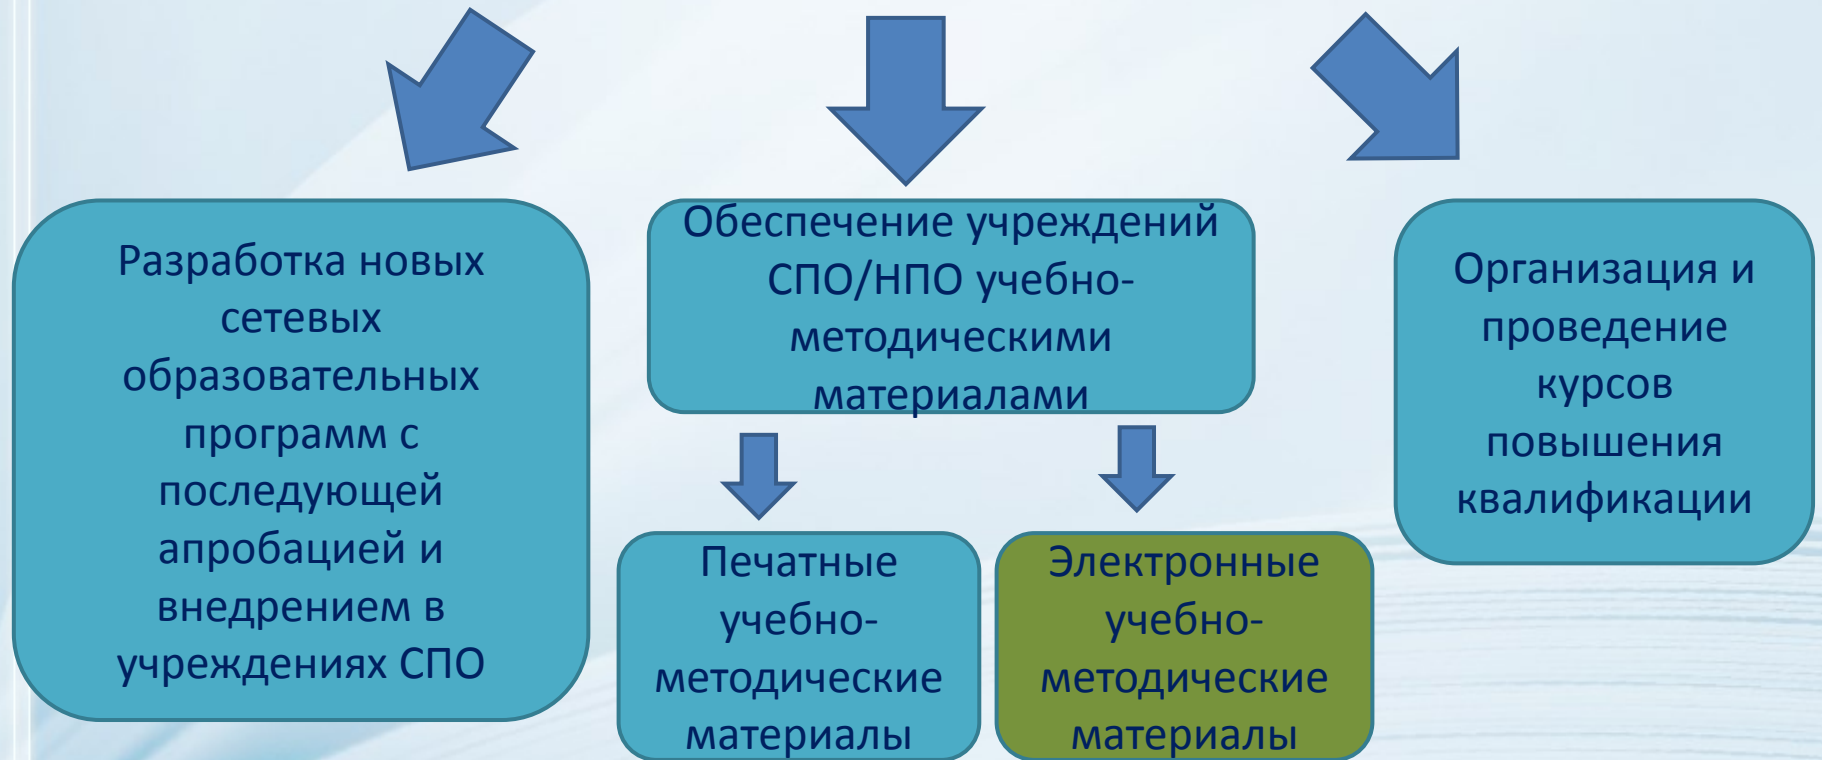 Разработка новых
сетевых
образовательных
программ с
последующей
апробацией и
внедрением в
учреждениях СПО
Обеспечение учреждений
СПО/НПО учебно-
методическими
материалами
Организация и
проведение
курсов
повышения
квалификации
Печатные
учебно-
методические
материалы
Электронные
учебно-
методические
материалы